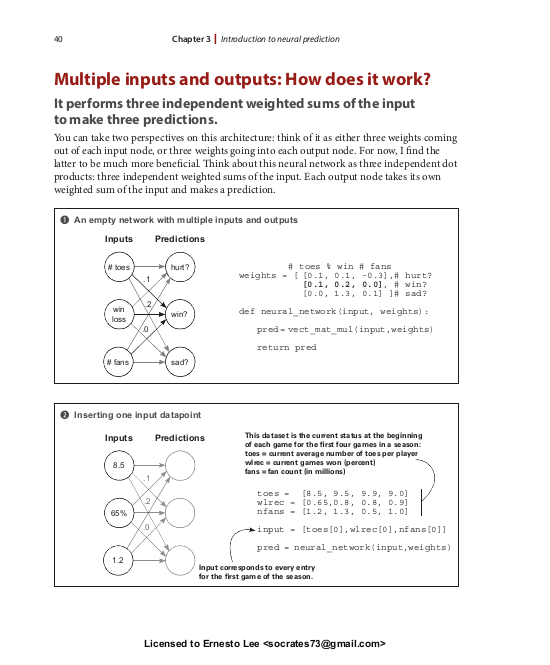 40
Chapter 3 | Introduction to neural prediction
Multiple inputs and outputs: How does it work?
It performs three independent weighted sums of the input
to make three predictions.
You can take two perspectives on this architecture: think of it as either three weights coming
out of each input node, or three weights going into each output node. For now, I find the
latter to be much more beneficial. Think about this neural network as three independent dot
products: three independent weighted sums of the input. Each output node takes its own
weighted sum of the input and makes a prediction.
1 An empty network with multiple inputs and outputs
Inputs Predictions
# toes
hurt?
.1
win
loss
.2
win?
.0
# fans
sad?
# toes % win # fans
weights = [ [0.1, 0.1, -0.3],# hurt?
[0.1, 0.2, 0.0], # win?
[0.0, 1.3, 0.1] ]# sad?
def neural_network(input, weights):
pred = vect_mat_mul(input,weights)
return pred
2 Inserting one input datapoint
Inputs Predictions
8.5
.1
65%
.2
.0
1.2
This dataset is the current status at the beginning
of each game for the first four games in a season:
toes = current average number of toes per player
wlrec = current games won (percent)
fans = fan count (in millions)
toes = [8.5, 9.5, 9.9, 9.0]
wlrec = [0.65,0.8, 0.8, 0.9]
nfans = [1.2, 1.3, 0.5, 1.0]
input = [toes[0],wlrec[0],nfans[0]]
pred = neural_network(input,weights)
Input corresponds to every entry
for the first game of the season.
Licensed to Ernesto Lee <socrates73@gmail.com>